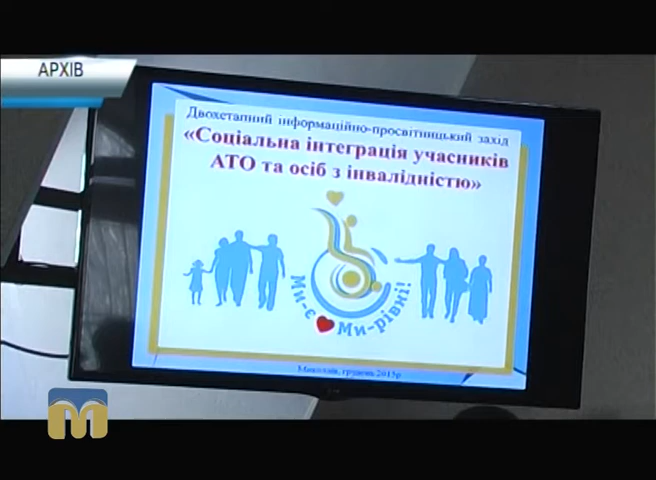 АРХІВ
Двохетапний інформаційно-просвітницький захід
«Соціальна інтеграція учасників
АТО та осіб з інвалідністю»
Ми-є
Ми-рівні!
Миколаїв, грудень 2015р